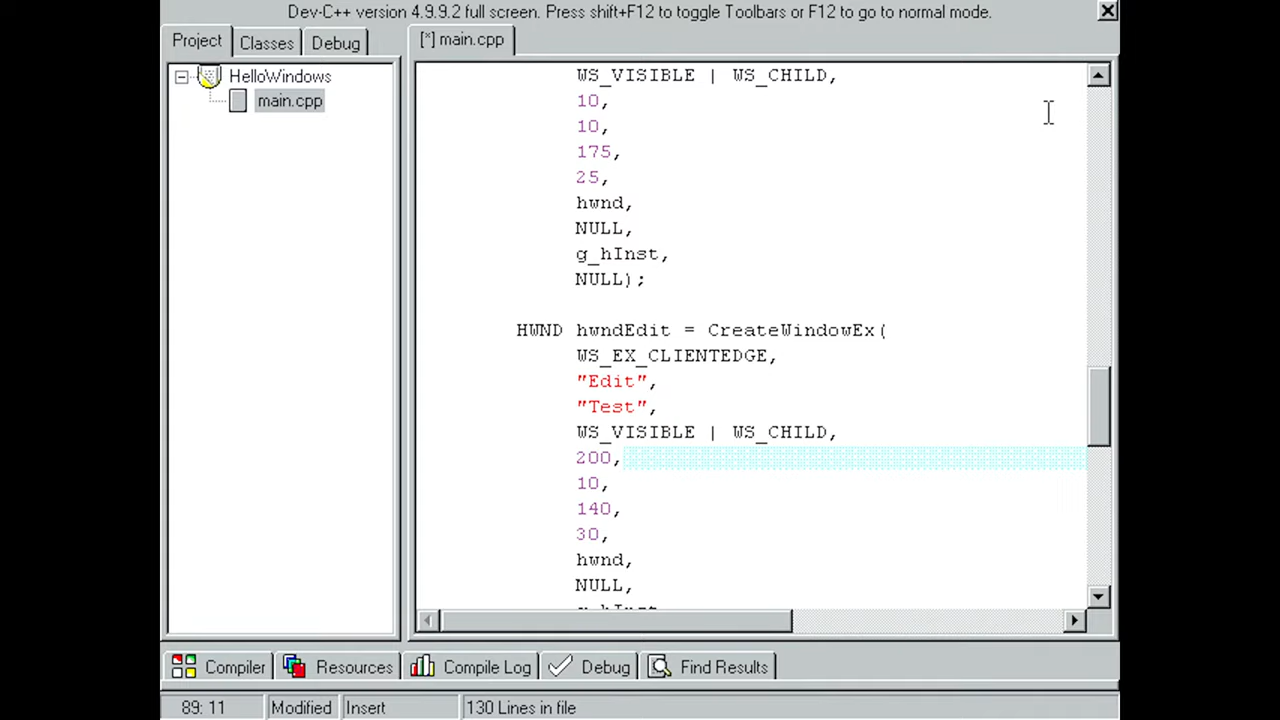 Dev-C++ version 4.9.9.2 full screen. Press shift+F12 to toggle Toolbars or F12 to go to normal mode.
Project Classes Debug
[*] main.cpp
HelloWindows
main.cpp
WS_VISIBLE | WS_CHILD,
10,
10,
175,
25,
hwnd,
NULL,
g_hInst,
NULL);
HWND hwndEdit = CreateWindowEx(
WS_EX_CLIENTEDGE,
"Edit",
"Test",
WS_VISIBLE | WS_CHILD,
200,
10,
140,
30,
hwnd,
NULL,
g_hInst
Compiler Resources Compile Log Debug Find Results
89: 11 Modified Insert 130 Lines in file